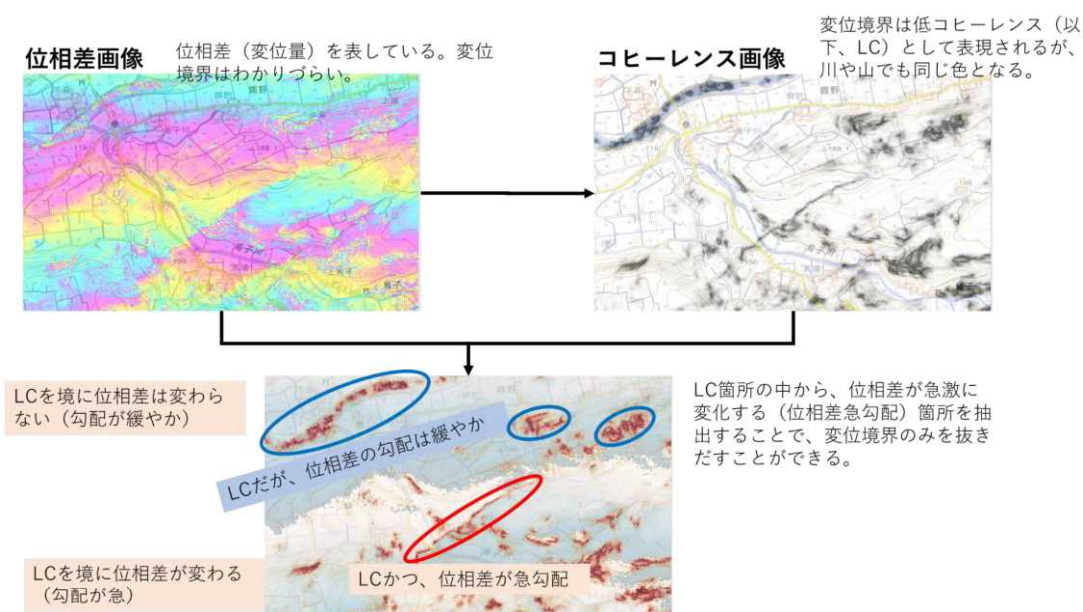 位相差画像
位相差（変位量）を表している。変位
境界はわかりづらい。
コヒーレンス画像
変位境界は低コヒーレンス（以
下、LC）として表現されるが、
川や山でも同じ色となる。
LCを境に位相差は変わら
ない（勾配が緩やか）
LCだが、位相差の勾配は緩やか
LC箇所の中から、位相差が急激に
変化する（位相差急勾配）箇所を抽
出することで、変位境界のみを抜き
だすことができる。
LCを境に位相差が変わる
（勾配が急）
LCかつ、位相差が急勾配